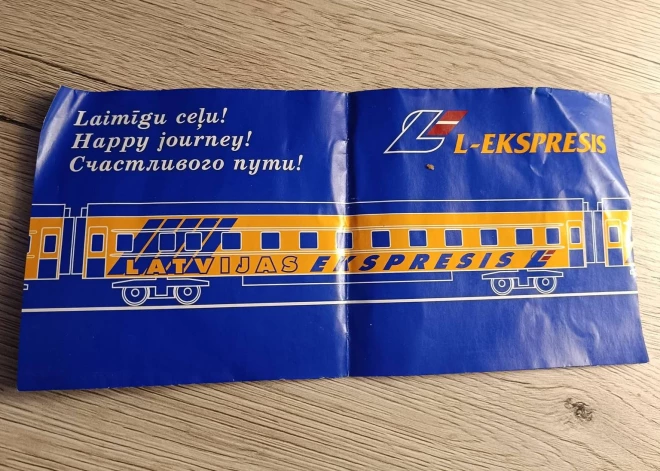 Laimīgu ceļu!
Happy journey!
Счастливого пути!
L-EKSPRESIS
LATVIJAS EKSPRESIS